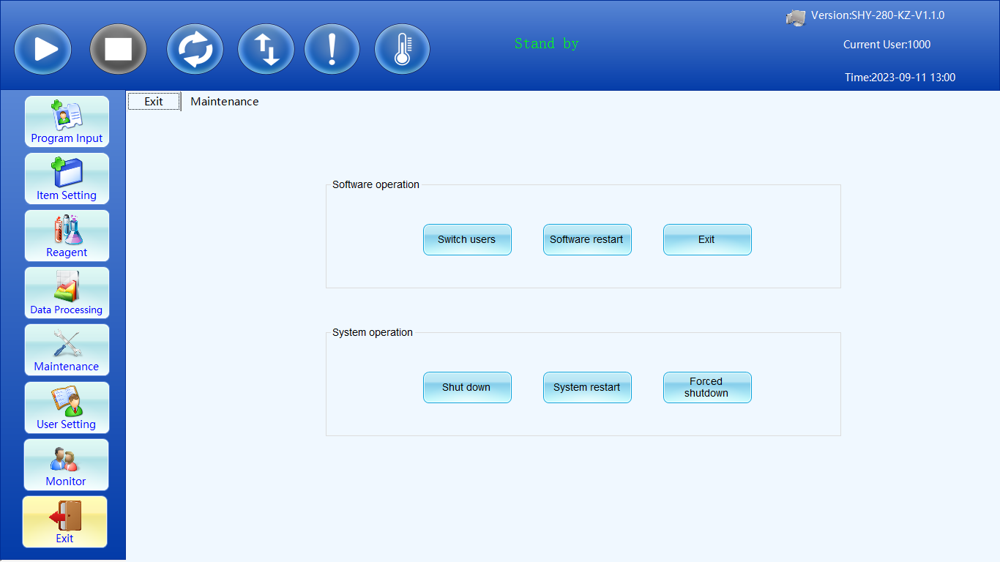 Version:SHY-280-KZ-V1.1.0
Stand by
Current User:1000
Time:2023-09-11 13:00
Exit
Maintenance
Program Input
Item Setting
Reagent
Data Processing
Maintenance
User Setting
Monitor
Exit
Software operation
Switch users
Software restart
Exit
System operation
Shut down
System restart
Forced
shutdown